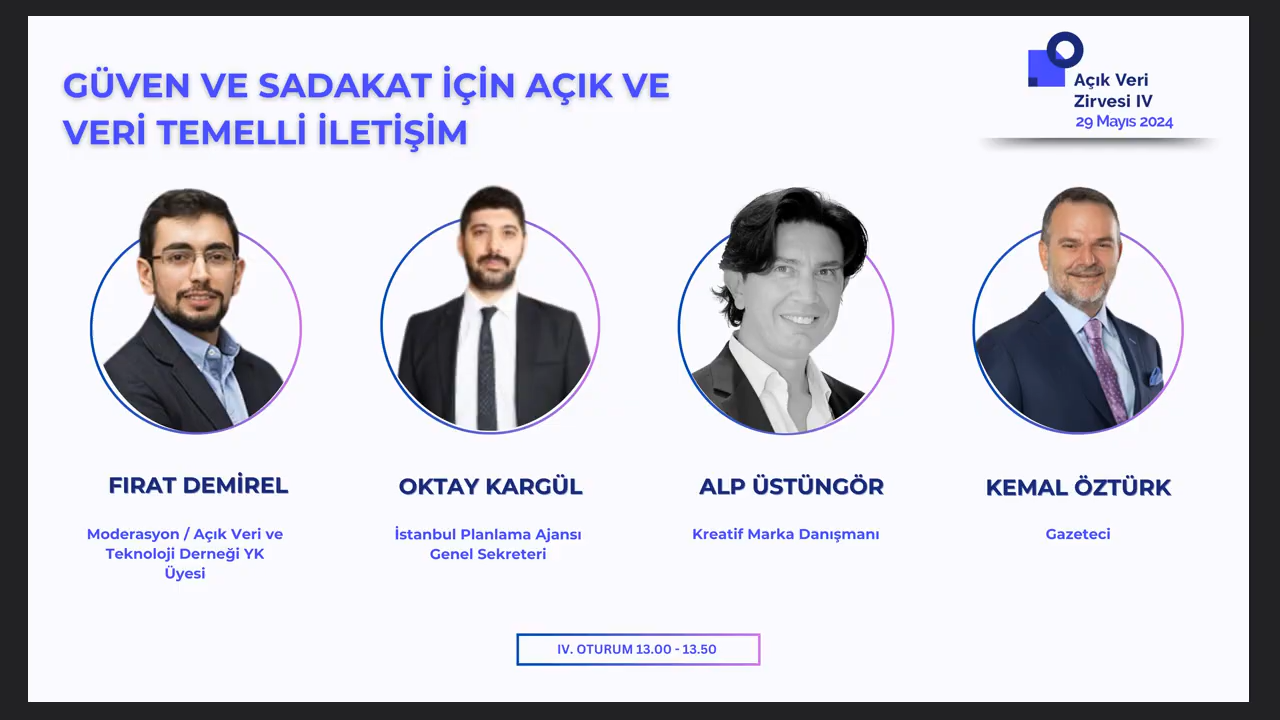 GÜVEN VE SADAKAT İÇİN AÇIK VE
VERİ TEMELLİ İLETİŞİM
Açık Veri
Zirvesi IV
29 Mayıs 2024
FIRAT DEMİREL
Moderasyon / Açık Veri ve
Teknoloji Derneği YK
Üyesi
OKTAY KARGÜL
İstanbul Planlama Ajansı
Genel Sekreteri
ALP ÜSTÜNGÖR
Kreatif Marka Danışmanı
KEMAL ÖZTÜRK
Gazeteci
IV. OTURUM 13.00 - 13.50